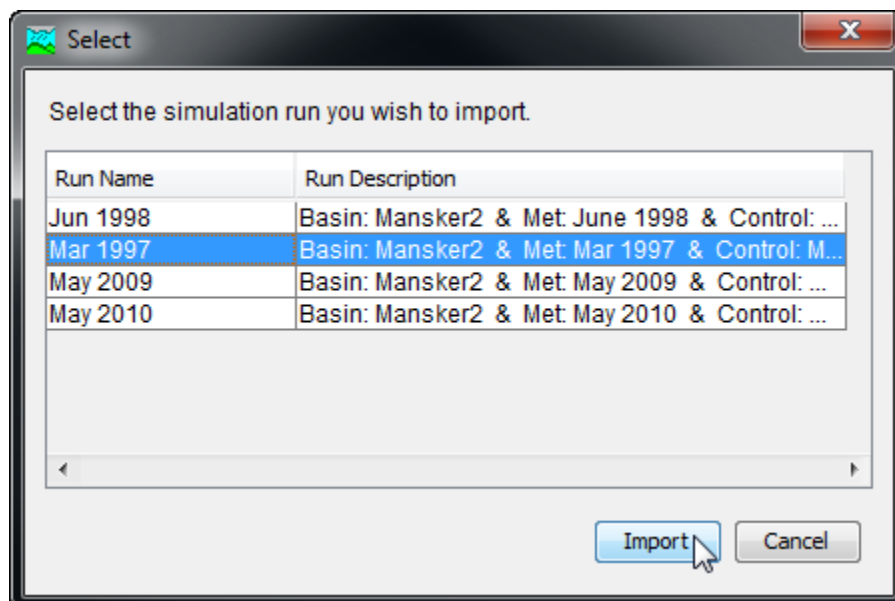 Select
Select the simulation run you wish to import.
Run Name Run Description
Jun 1998 Basin: Mansker2 & Met: June 1998 & Control: ...
Mar 1997 Basin: Mansker2 & Met: Mar 1997 & Control: M...
May 2009 Basin: Mansker2 & Met: May 2009 & Control: ...
May 2010 Basin: Mansker2 & Met: May 2010 & Control: ...
Import Cancel